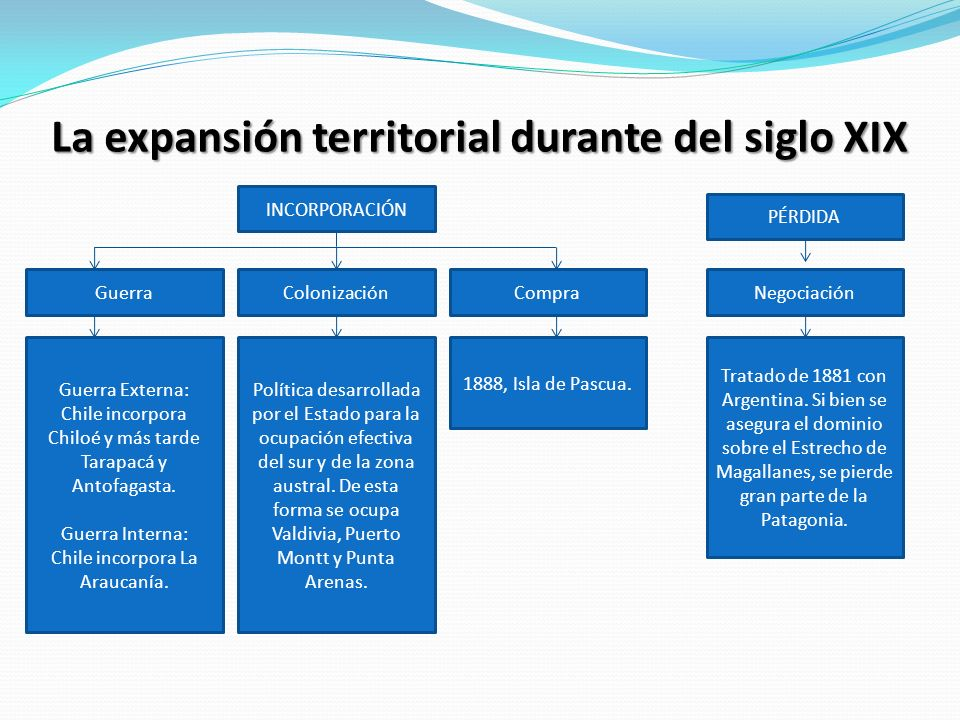 La expansión territorial durante del siglo XIX
INCORPORACIÓN
PÉRDIDA
Guerra
Colonización
Compra
Negociación
Guerra Externa:
Chile incorpora
Chiloé y más tarde
Tarapacá y
Antofagasta.
Guerra Interna:
Chile incorpora La
Araucanía.
Política desarrollada
por el Estado para la
ocupación efectiva
del sur y de la zona
austral. De esta
forma se ocupa
Valdivia, Puerto
Montt y Punta
Arenas.
1888, Isla de Pascua.
Tratado de 1881 con
Argentina. Si bien se
asegura el dominio
sobre el Estrecho de
Magallanes, se pierde
gran parte de la
Patagonia.